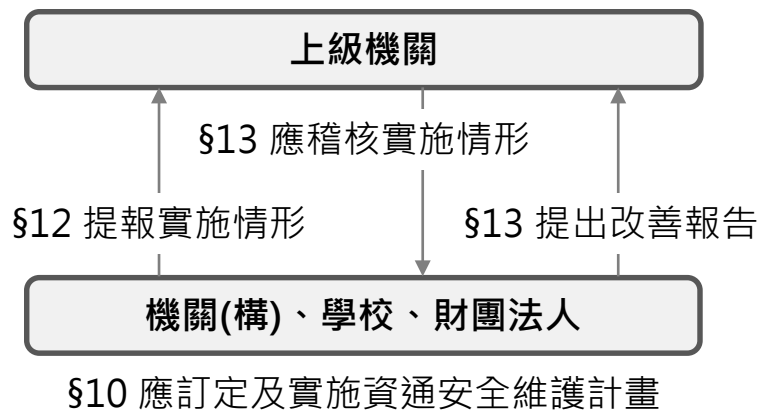 上級機關
§13 應稽核實施情形
§12 提報實施情形
§13 提出改善報告
機關(構)、學校、財團法人
§10 應訂定及實施資通安全維護計畫